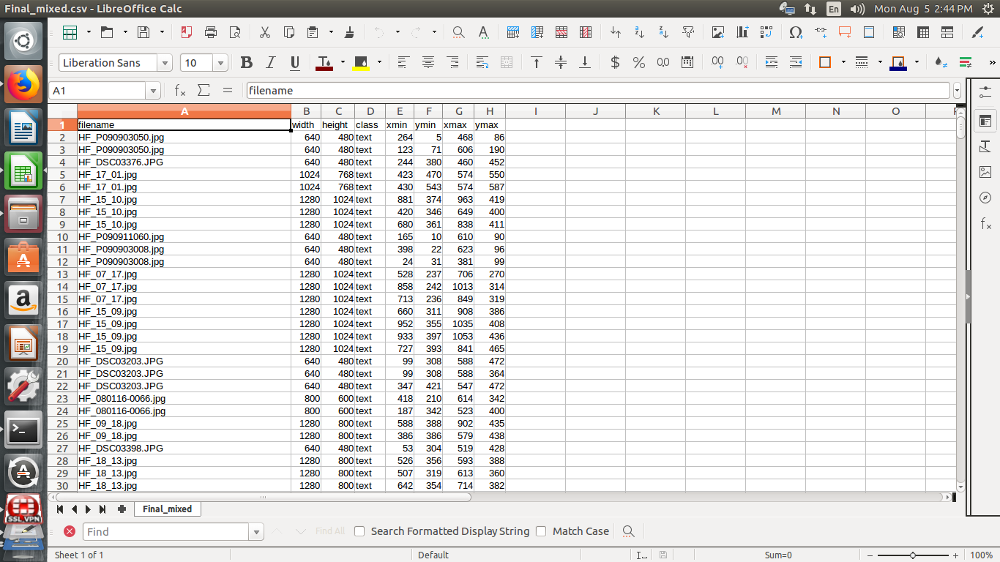 Final_mixed.csv - LibreOffice Calc En Mon Aug 5 2:44 PM
Liberation Sans 10
A1 filename
A B C D E F G H I J K L M N O
1 filename width height class xmin ymin xmax ymax
2 HF_P090903050.jpg 640 480 text 264 5 468 86
3 HF_P090903050.jpg 640 480 text 123 71 606 190
4 HF_DSC03376.JPG 640 480 text 244 380 460 452
5 HF_17_01.jpg 1024 768 text 423 470 574 550
6 HF_17_01.jpg 1024 768 text 430 543 574 587
7 HF_15_10.jpg 1280 1024 text 881 374 963 419
8 HF_15_10.jpg 1280 1024 text 420 346 649 400
9 HF_15_10.jpg 1280 1024 text 680 361 838 411
10 HF_P090911060.jpg 640 480 text 165 10 610 90
11 HF_P090903008.jpg 640 480 text 398 22 623 96
12 HF_P090903008.jpg 640 480 text 24 31 381 99
13 HF_07_17.jpg 1280 1024 text 528 237 706 270
14 HF_07_17.jpg 1280 1024 text 858 242 1013 314
15 HF_07_17.jpg 1280 1024 text 713 236 849 319
16 HF_15_09.jpg 1280 1024 text 660 311 908 386
17 HF_15_09.jpg 1280 1024 text 952 355 1035 408
18 HF_15_09.jpg 1280 1024 text 933 397 1053 436
19 HF_15_09.jpg 1280 1024 text 727 393 841 465
20 HF_DSC03203.JPG 640 480 text 99 308 588 472
21 HF_DSC03203.JPG 640 480 text 99 308 588 364
22 HF_DSC03203.JPG 640 480 text 347 421 547 472
23 HF_080116-0066.jpg 800 600 text 418 210 614 342
24 HF_080116-0066.jpg 800 600 text 187 342 523 400
25 HF_09_18.jpg 1280 800 text 588 388 902 435
26 HF_09_18.jpg 1280 800 text 386 386 579 438
27 HF_DSC03398.JPG 640 480 text 53 304 519 428
28 HF_18_13.jpg 1280 800 text 526 356 593 388
29 HF_18_13.jpg 1280 800 text 507 319 613 360
30 HF_18_13.jpg 1280 800 text 642 354 714 382
SSL VPN
Final_mixed
Find Find All Search Formatted Display String Match Case
Sheet 1 of 1 Default Sum=0 100%